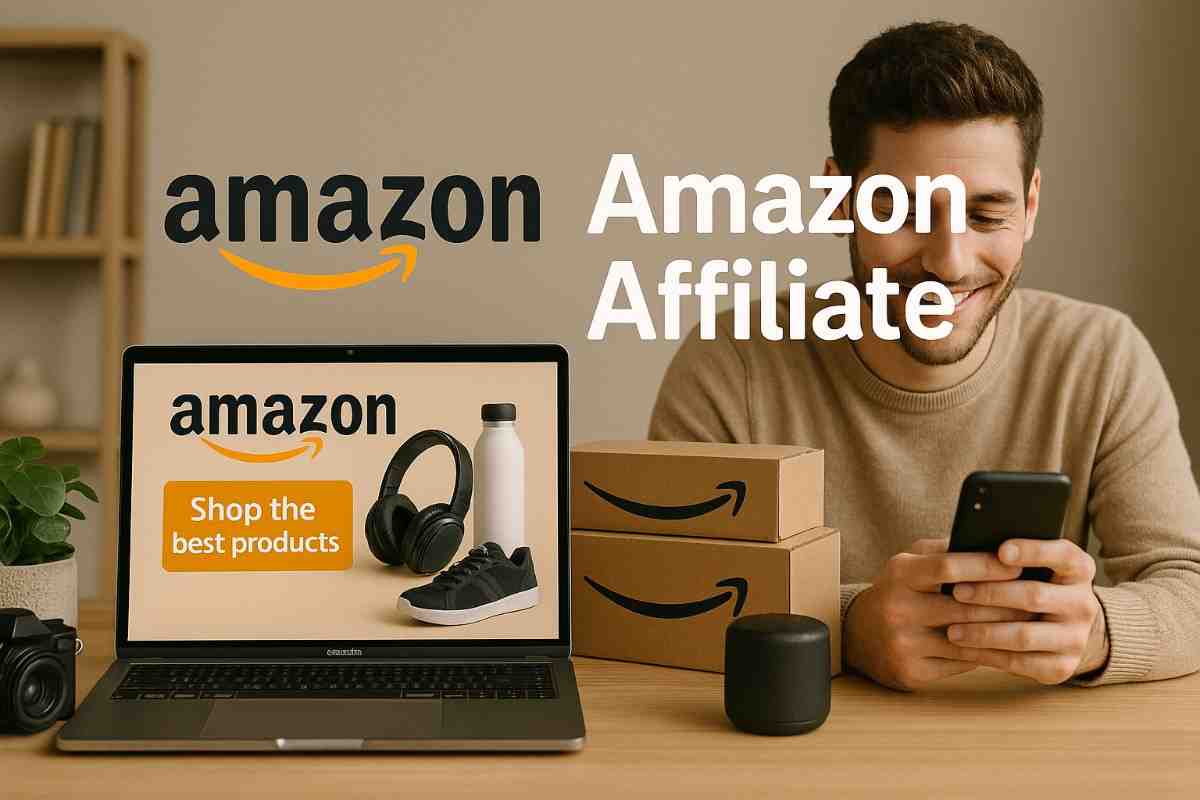 amazon
Amazon
Affiliate
amazon
Shop the
best products